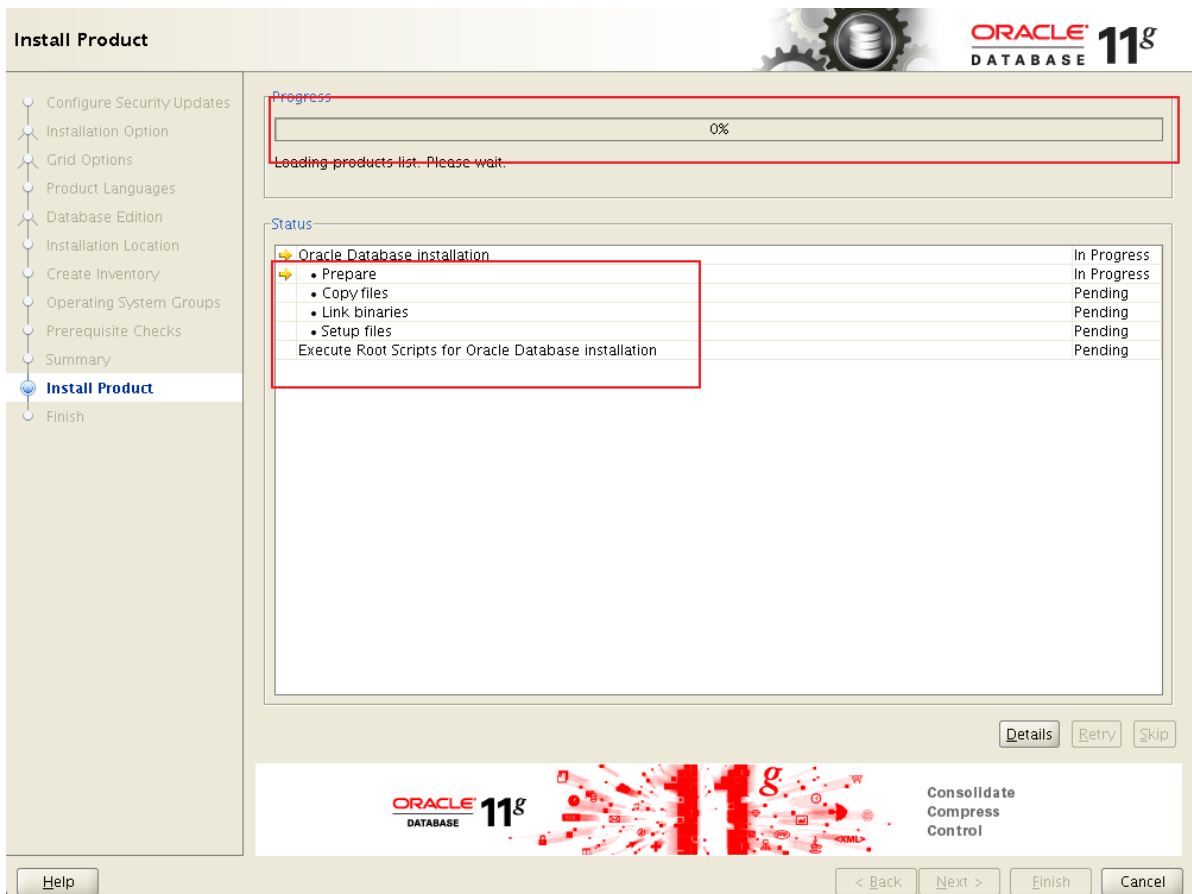 Install Product
ORACLE DATABASE 11g
Configure Security Updates
Installation Option
Grid Options
Product Languages
Database Edition
Installation Location
Create Inventory
Operating System Groups
Prerequisite Checks
Summary
Install Product
Finish
Progress
0%
Loading products list. Please wait.
Status
Oracle Database installation In Progress
• Prepare In Progress
• Copy files Pending
• Link binaries Pending
• Setup files Pending
Execute Root Scripts for Oracle Database installation Pending
Details Retry Skip
ORACLE DATABASE 11g
11g
<XML>
Consolidate
Compress
Control
Help < Back Next > Finish Cancel